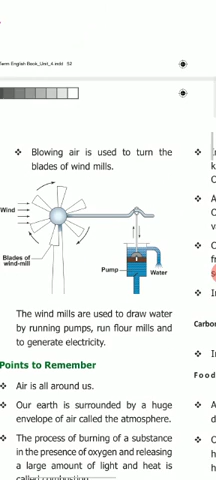 Term English Book_Unit_4.indd 52
❖ Blowing air is used to turn the
blades of wind mills.
Wind
Blades of
wind-mill
Pump
Water
The wind mills are used to draw water
by running pumps, run flour mills and
to generate electricity.
Points to Remember
❖ Air is all around us.
❖ Our earth is surrounded by a huge
envelope of air called the atmosphere.
❖ The process of burning of a substance
in the presence of oxygen and releasing
a large amount of light and heat is
called combustion
Food